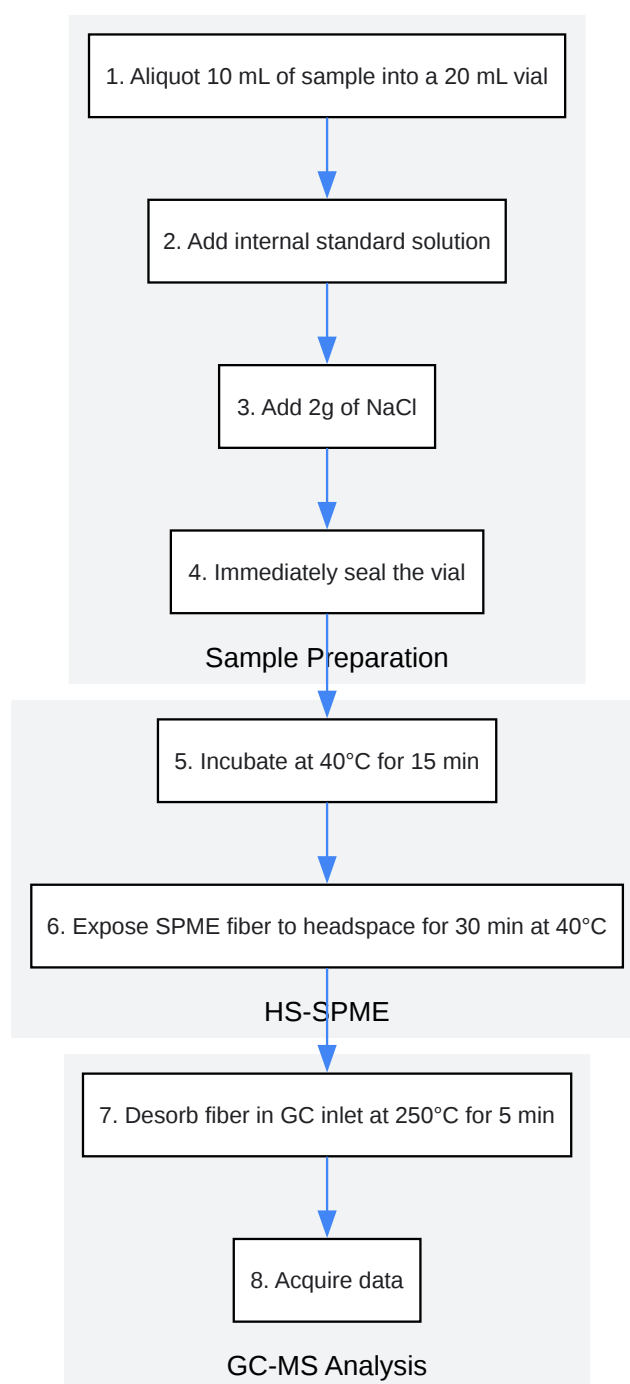 1. Aliquot 10 mL of sample into a 20 mL vial
2. Add internal standard solution
3. Add 2g of NaCl
4. Immediately seal the vial
Sample Preparation
5. Incubate at 40°C for 15 min
6. Expose SPME fiber to headspace for 30 min at 40°C
HS-SPME
7. Desorb fiber in GC inlet at 250°C for 5 min
8. Acquire data
GC-MS Analysis